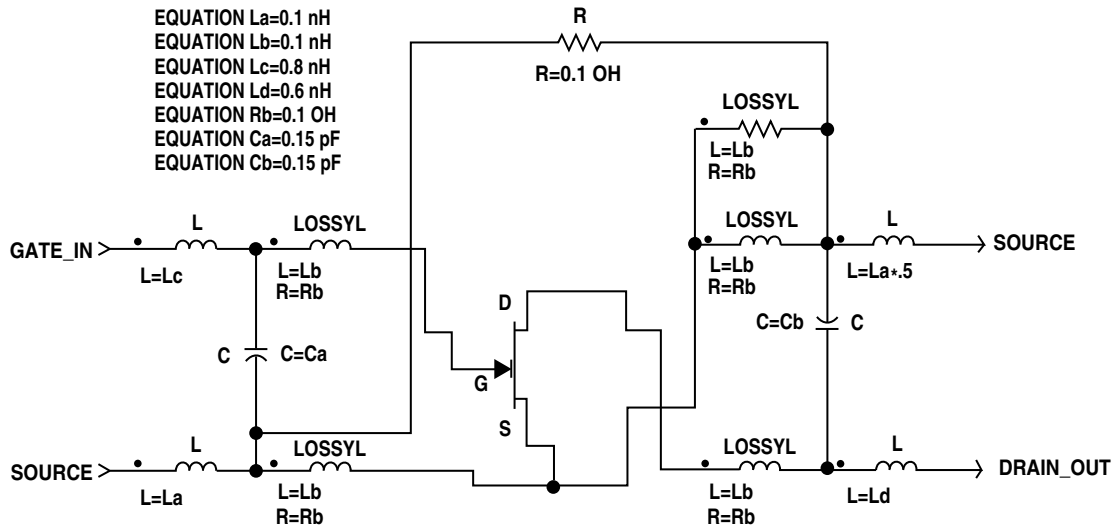 EQUATION La=0.1 nH
EQUATION Lb=0.1 nH
EQUATION Lc=0.8 nH
EQUATION Ld=0.6 nH
EQUATION Rb=0.1 OH
EQUATION Ca=0.15 pF
EQUATION Cb=0.15 pF
R
R=0.1 OH
LOSSYL
L=Lb
R=Rb
GATE_IN
L
L=Lc
LOSSYL
L=Lb
R=Rb
LOSSYL
L=Lb
R=Rb
L
L=La*.5
SOURCE
C
C=Ca
D
G
S
C=Cb
C
SOURCE
L
L=La
LOSSYL
L=Lb
R=Rb
LOSSYL
L=Lb
R=Rb
L
L=Ld
DRAIN_OUT